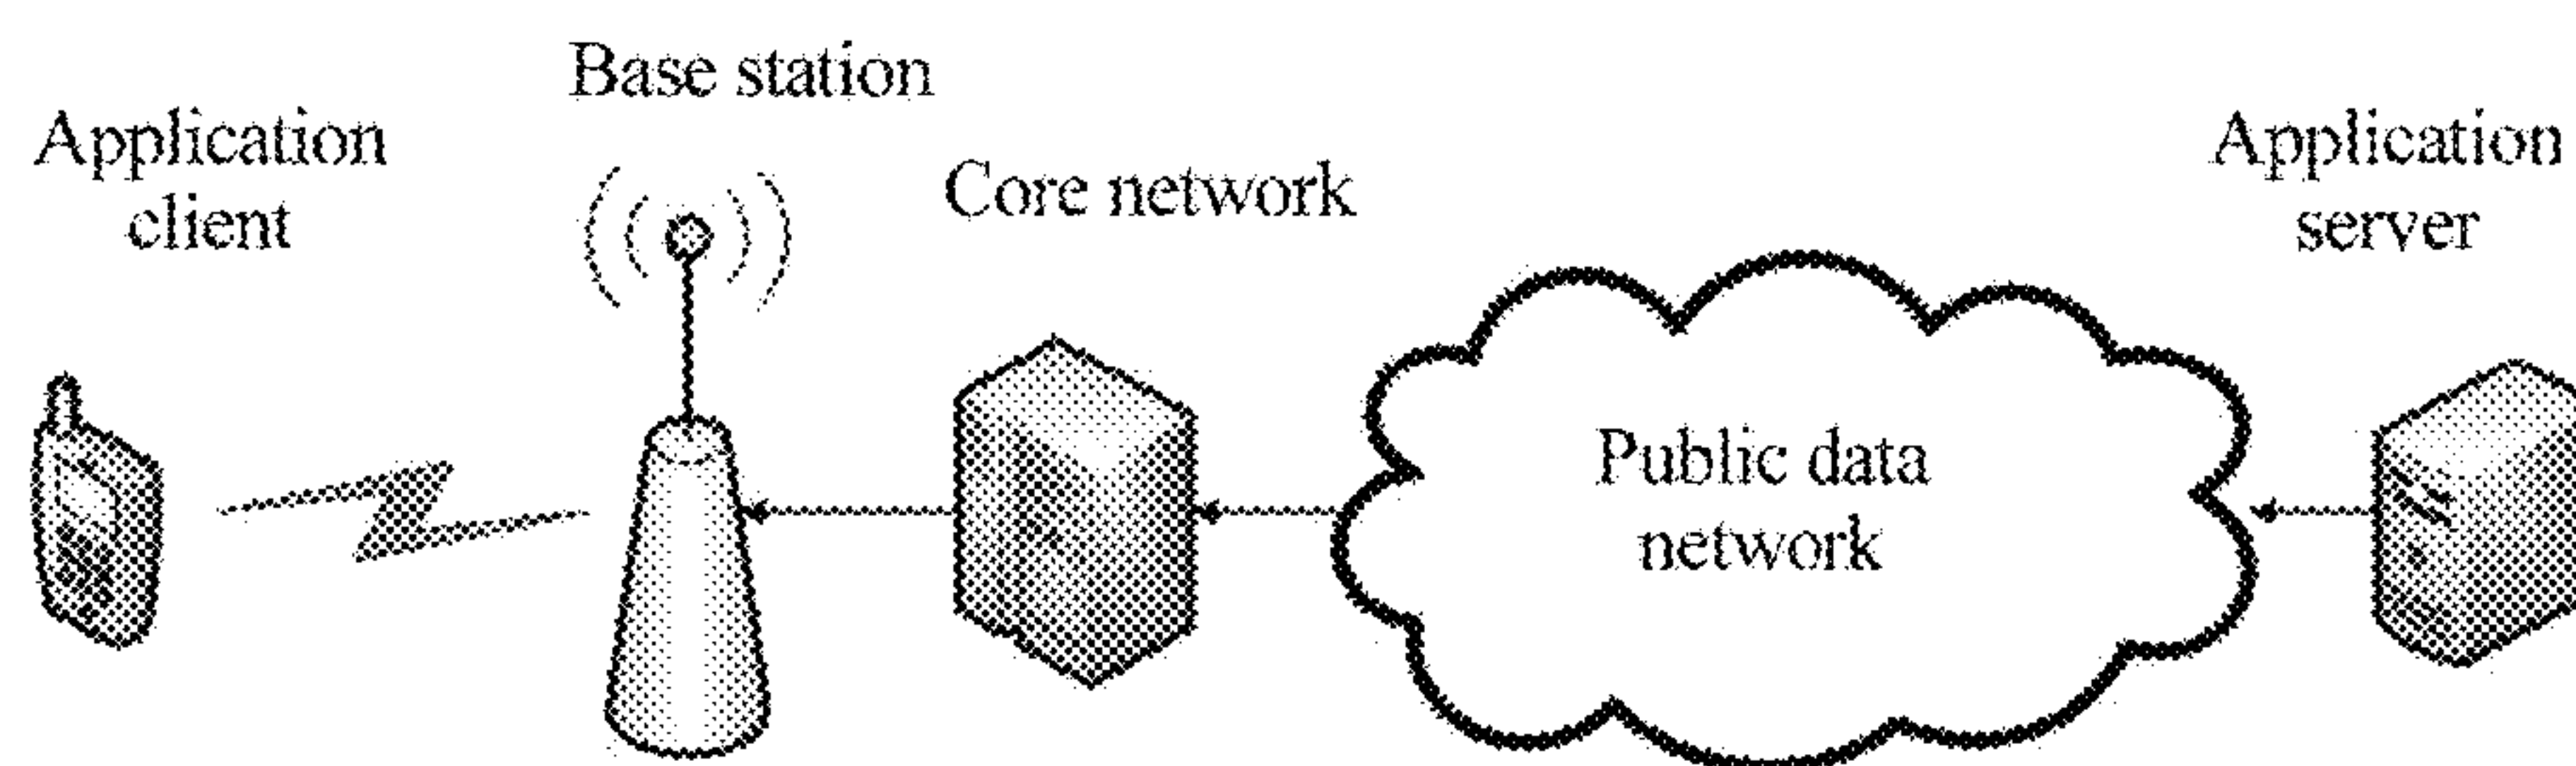 Base station
Application
client
Core network
Application
server
Public data
network